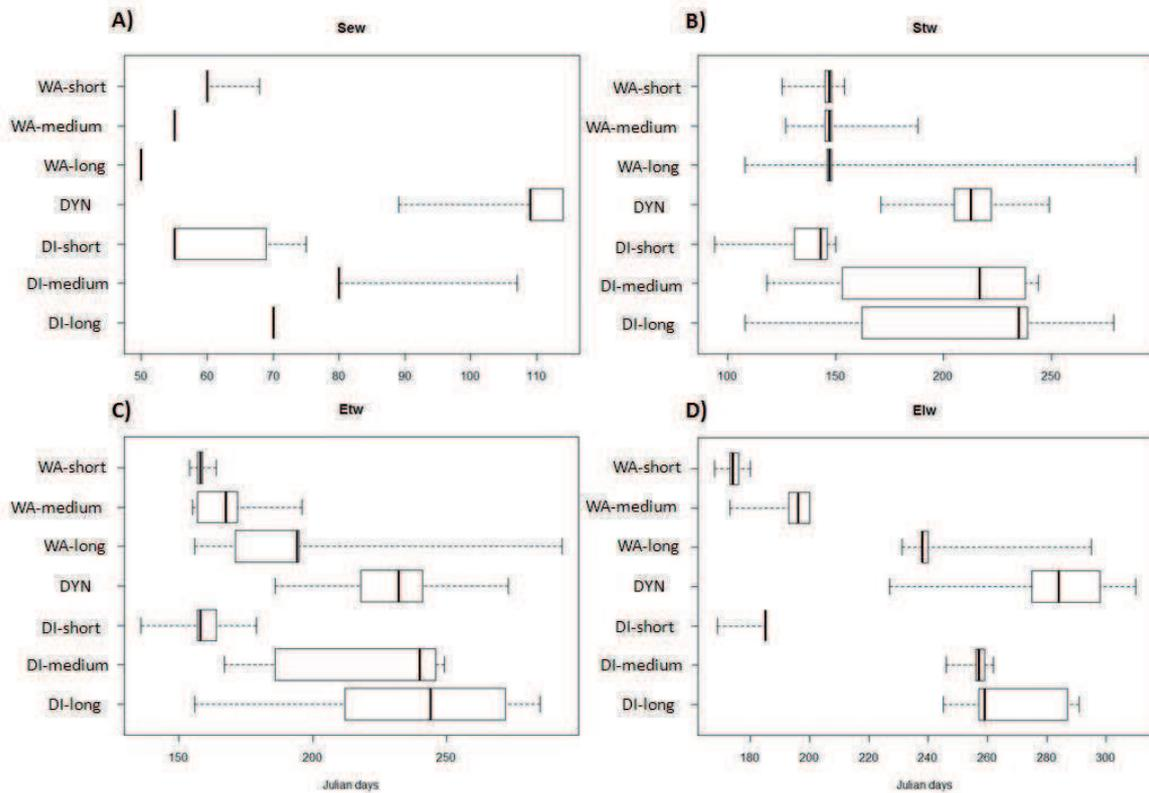 A)
Sew
WA-short
WA-medium
WA-long
DYN
DI-short
DI-medium
DI-long
50 60 70 80 90 100 110
B)
Stw
WA-short
WA-medium
WA-long
DYN
DI-short
DI-medium
DI-long
100 150 200 250
C)
Etw
WA-short
WA-medium
WA-long
DYN
DI-short
DI-medium
DI-long
150 200 250
Julian days
D)
Elw
WA-short
WA-medium
WA-long
DYN
DI-short
DI-medium
DI-long
180 200 220 240 260 280 300
Julian days